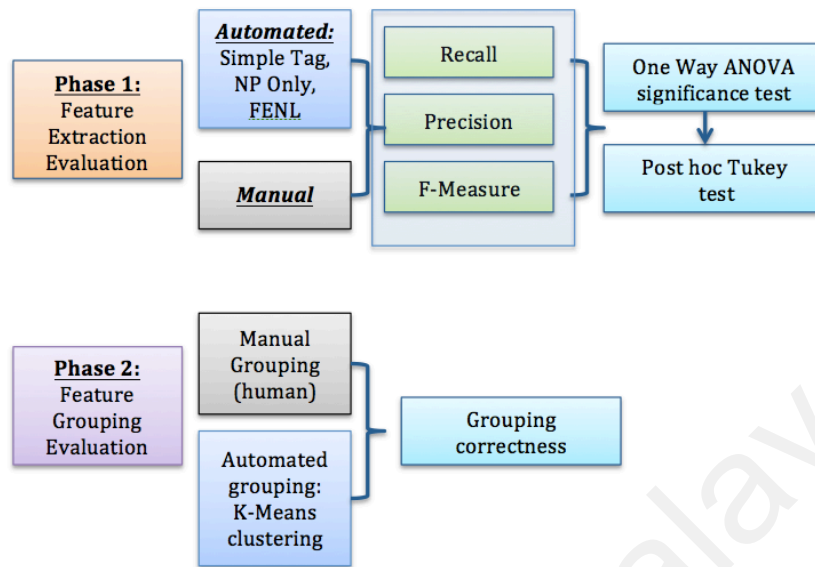 Phase 1:
Feature
Extraction
Evaluation
Automated:
Simple Tag,
NP Only,
FENL
Manual
Recall
Precision
F-Measure
One Way ANOVA
significance test
Post hoc Tukey
test
Phase 2:
Feature
Grouping
Evaluation
Manual
Grouping
(human)
Automated
grouping:
K-Means
clustering
Grouping
correctness
alay